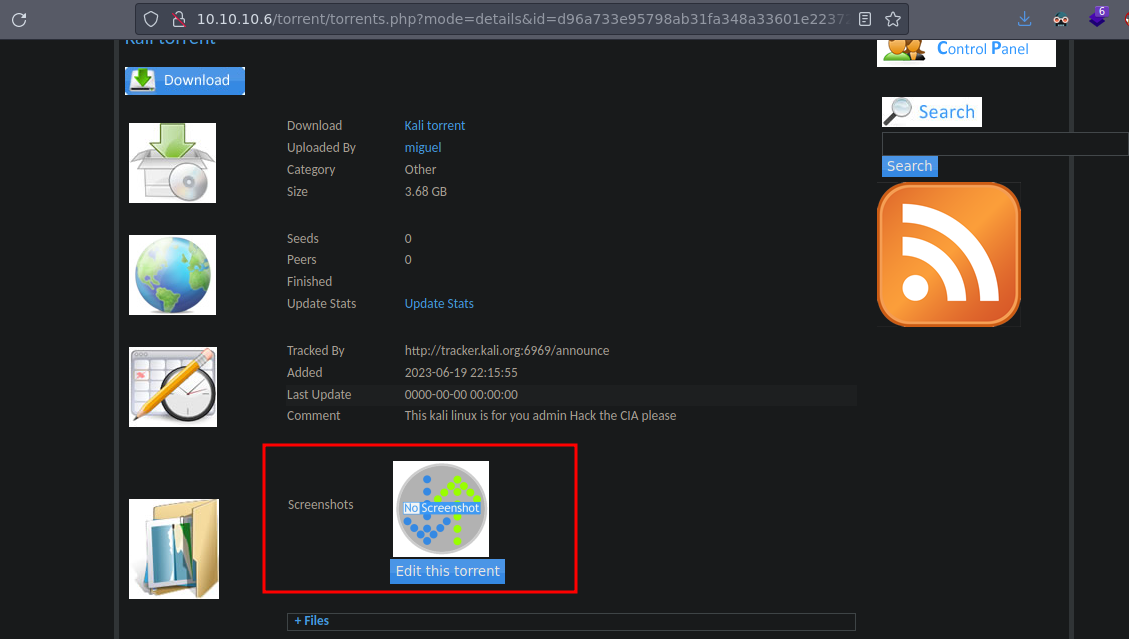 10.10.10.6/torrent/torrents.php?mode=details&id=d96a733e95798ab31fa348a33601e2237
6
Kali torrent
Control Panel
Download
Search
Search
Download Kali torrent
Uploaded By miguel
Category Other
Size 3.68 GB
Seeds 0
Peers 0
Finished
Update Stats Update Stats
Tracked By http://tracker.kali.org:6969/announce
Added 2023-06-19 22:15:55
Last Update 0000-00-00 00:00:00
Comment This kali linux is for you admin Hack the CIA please
Screenshots
No Screenshot
Edit this torrent
+ Files